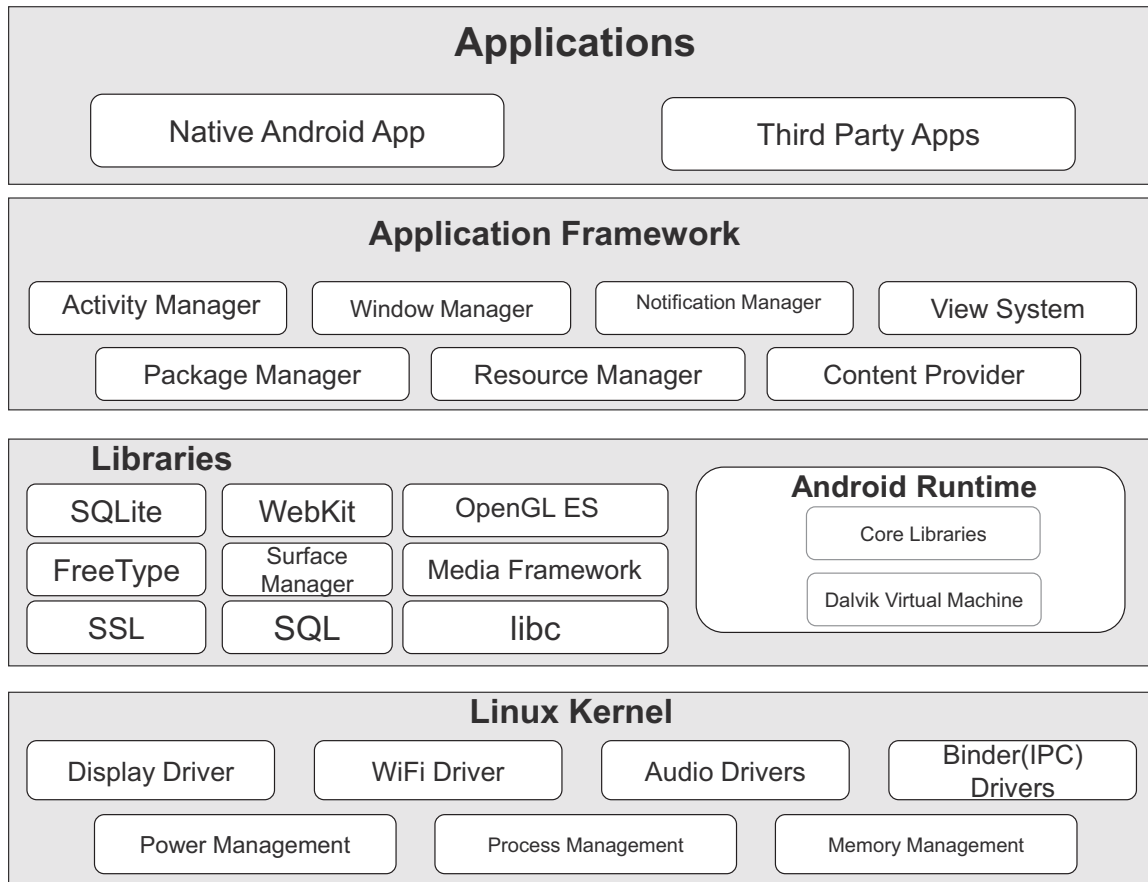 Applications
Native Android App
Third Party Apps
Application Framework
Activity Manager
Window Manager
Notification Manager
View System
Package Manager
Resource Manager
Content Provider
Libraries
SQLite
WebKit
OpenGL ES
FreeType
Surface
Manager
Media Framework
SSL
SQL
libc
Android Runtime
Core Libraries
Dalvik Virtual Machine
Linux Kernel
Display Driver
WiFi Driver
Audio Drivers
Binder(IPC)
Drivers
Power Management
Process Management
Memory Management